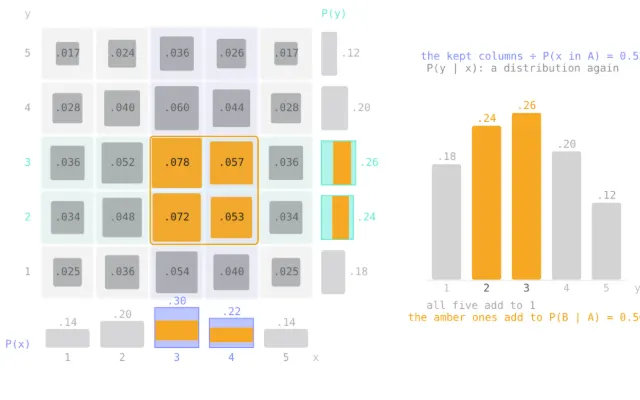 y P(y)
5 .017 .024 .036 .026 .017 .12
4 .028 .040 .060 .044 .028 .20
3 .036 .052 .078 .057 .036 .26
2 .034 .048 .072 .053 .034 .24
1 .025 .036 .054 .040 .025 .18
P(x) .14 .20 .30 .22 .14
1 2 3 4 5 x
the kept columns ÷ P(x in A) = 0.5
P(y | x): a distribution again
.18 .24 .26 .20 .12
1 2 3 4 5 y
all five add to 1
the amber ones add to P(B | A) = 0.5